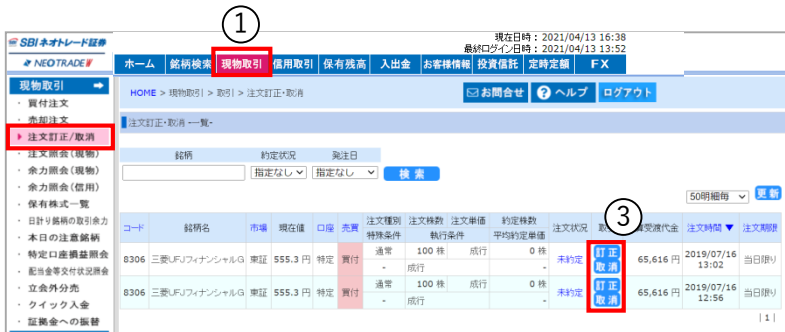 ①
現在日時：2021/04/13 16:38
最終ログイン日時：2021/04/13 13:52
SBIネオトレード証券
NEOTRADE W
ホーム 銘柄検索 現物取引 信用取引 保有残高 入出金 お客様情報 投資信託 定時定額 FX
現物取引
HOME > 現物取引 > 取引 > 注文訂正・取消
お問合せ ヘルプ ログアウト
・買付注文
・売却注文
注文訂正/取消
・注文照会(現物)
・余力照会(現物)
・余力照会(信用)
・保有株式一覧
・日計り銘柄の取引余力
・本日の注意銘柄
・特定口座損益照会
・配当金等交付状況照会
・立会外分売
・クイック入金
・証拠金への振替
注文訂正・取消 -一覧-
銘柄 約定状況 発注日
指定なし 指定なし 検索
50明細毎 更新
③
コード 銘柄名 市場 現在値 口座 売買 注文種別 注文株数 注文単価 約定株数 注文状況 受渡代金 注文時間▼ 注文期限
特殊条件 執行条件 平均約定単価
8306 三菱UFJフィナンシャルG 東証 555.3 円 特定 買付 通常 100 株 成行 0 株 未約定 訂正 65,616 円 2019/07/16 当日限り
- 成行 - 取消 13:02
8306 三菱UFJフィナンシャルG 東証 555.3 円 特定 買付 通常 100 株 成行 0 株 未約定 訂正 65,616 円 2019/07/16 当日限り
- 成行 - 取消 12:56
| 1 |